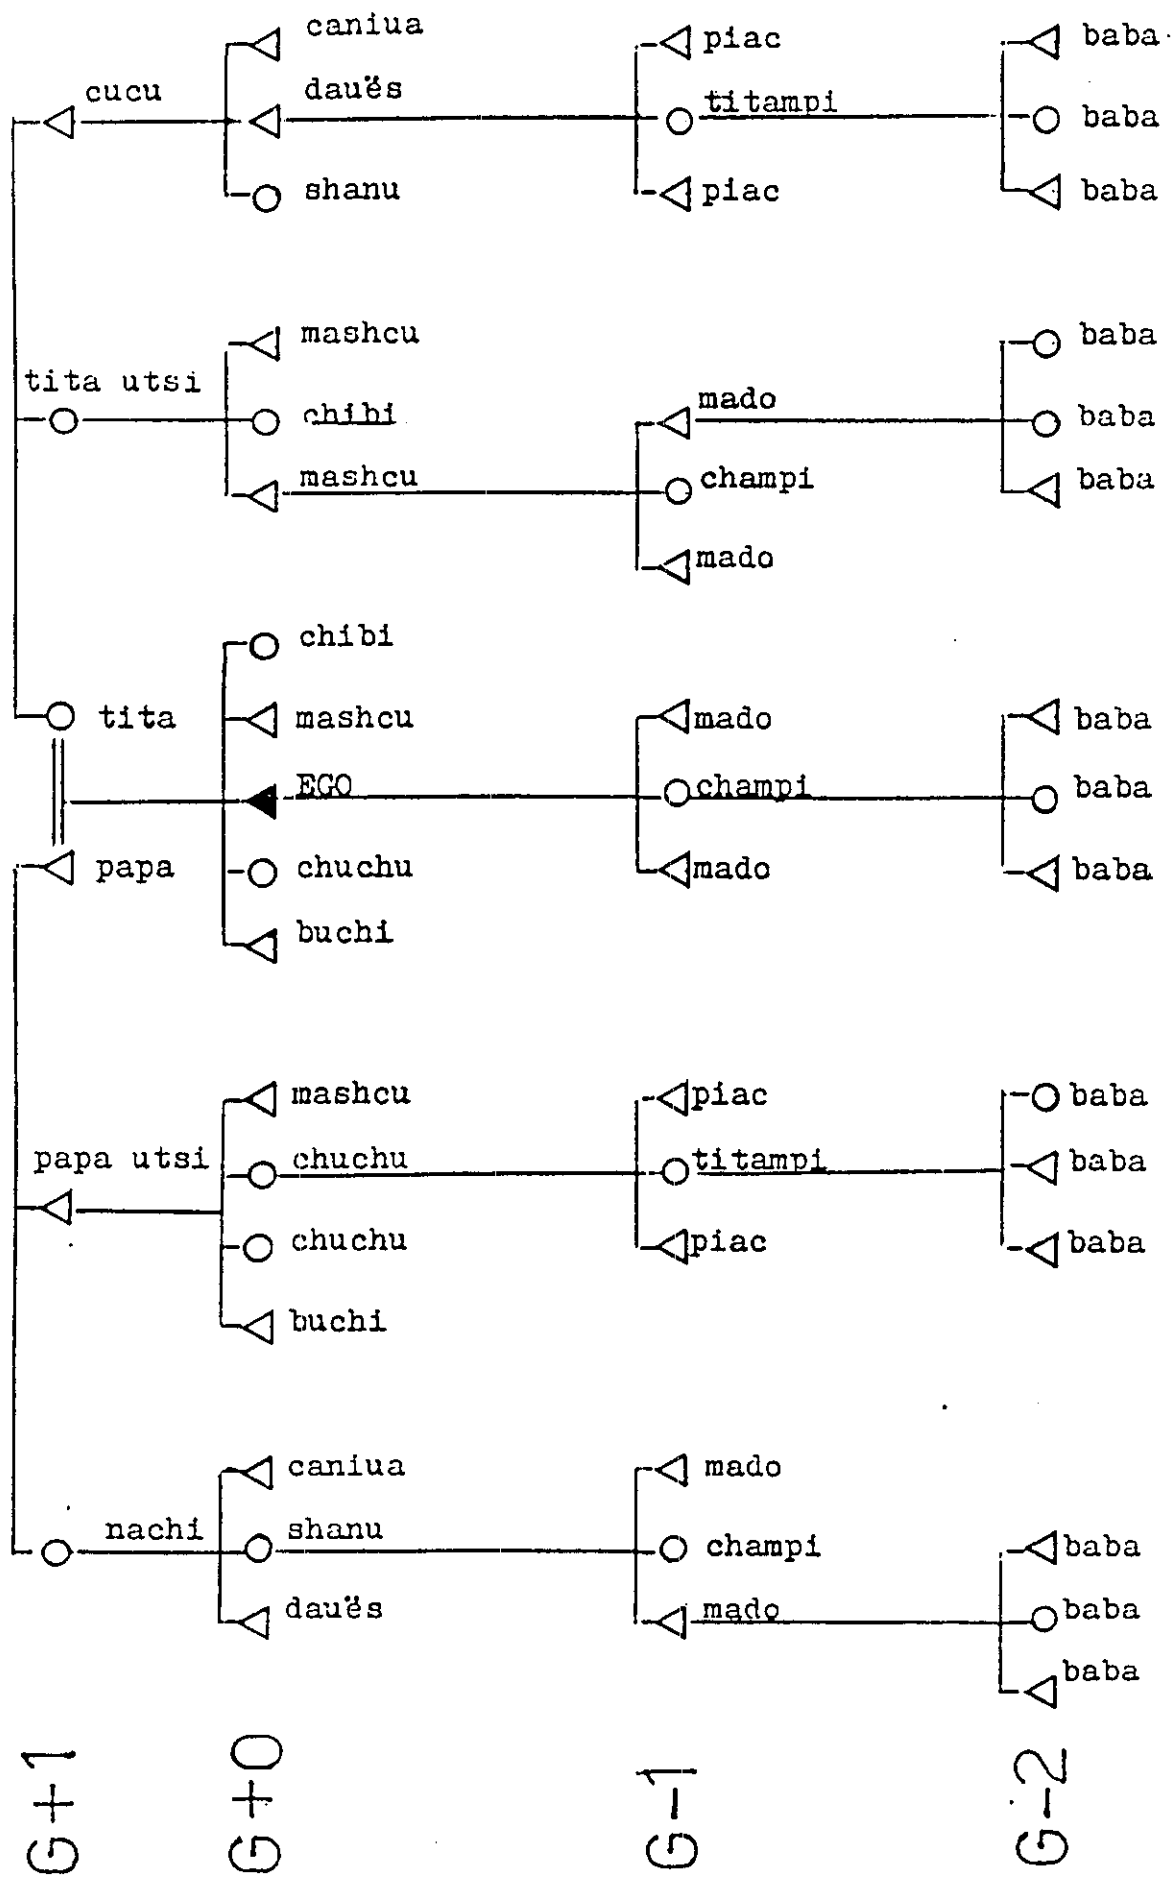 caniua
piac
baba
cucu
dauës
titampi
baba
shanu
piac
baba
mashcu
baba
tita utsi
chibi
mado
baba
mashcu
champi
baba
mado
chibi
tita
mashcu
mado
baba
EGO
champi
baba
papa
chuchu
mado
baba
buchi
mashcu
piac
baba
papa utsi
chuchu
titampi
baba
chuchu
piac
baba
buchi
caniua
mado
nachi
shanu
champi
baba
dauës
mado
baba
baba
G+1
G+0
G-1
G-2